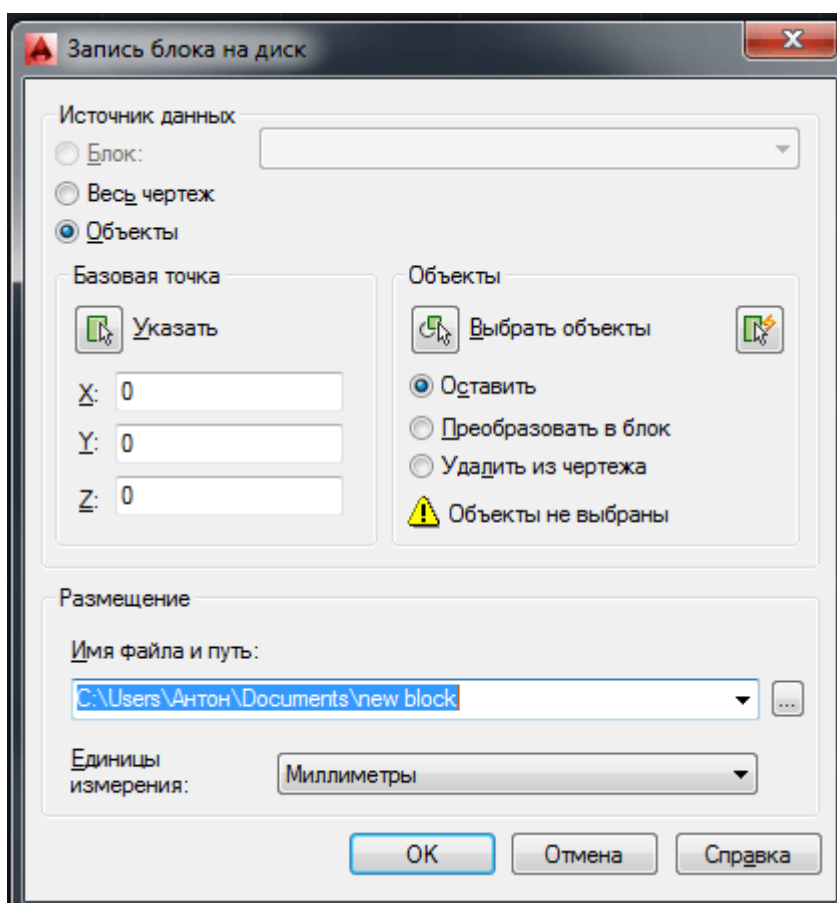 Запись блока на диск
Источник данных
Блок:
Весь чертеж
Объекты
Базовая точка
Указать
X: 0
Y: 0
Z: 0
Объекты
Выбрать объекты
Оставить
Преобразовать в блок
Удалить из чертежа
Объекты не выбраны
Размещение
Имя файла и путь:
C:\Users\Антон\Documents\new block
...
Единицы
измерения:
Миллиметры
OK
Отмена
Справка